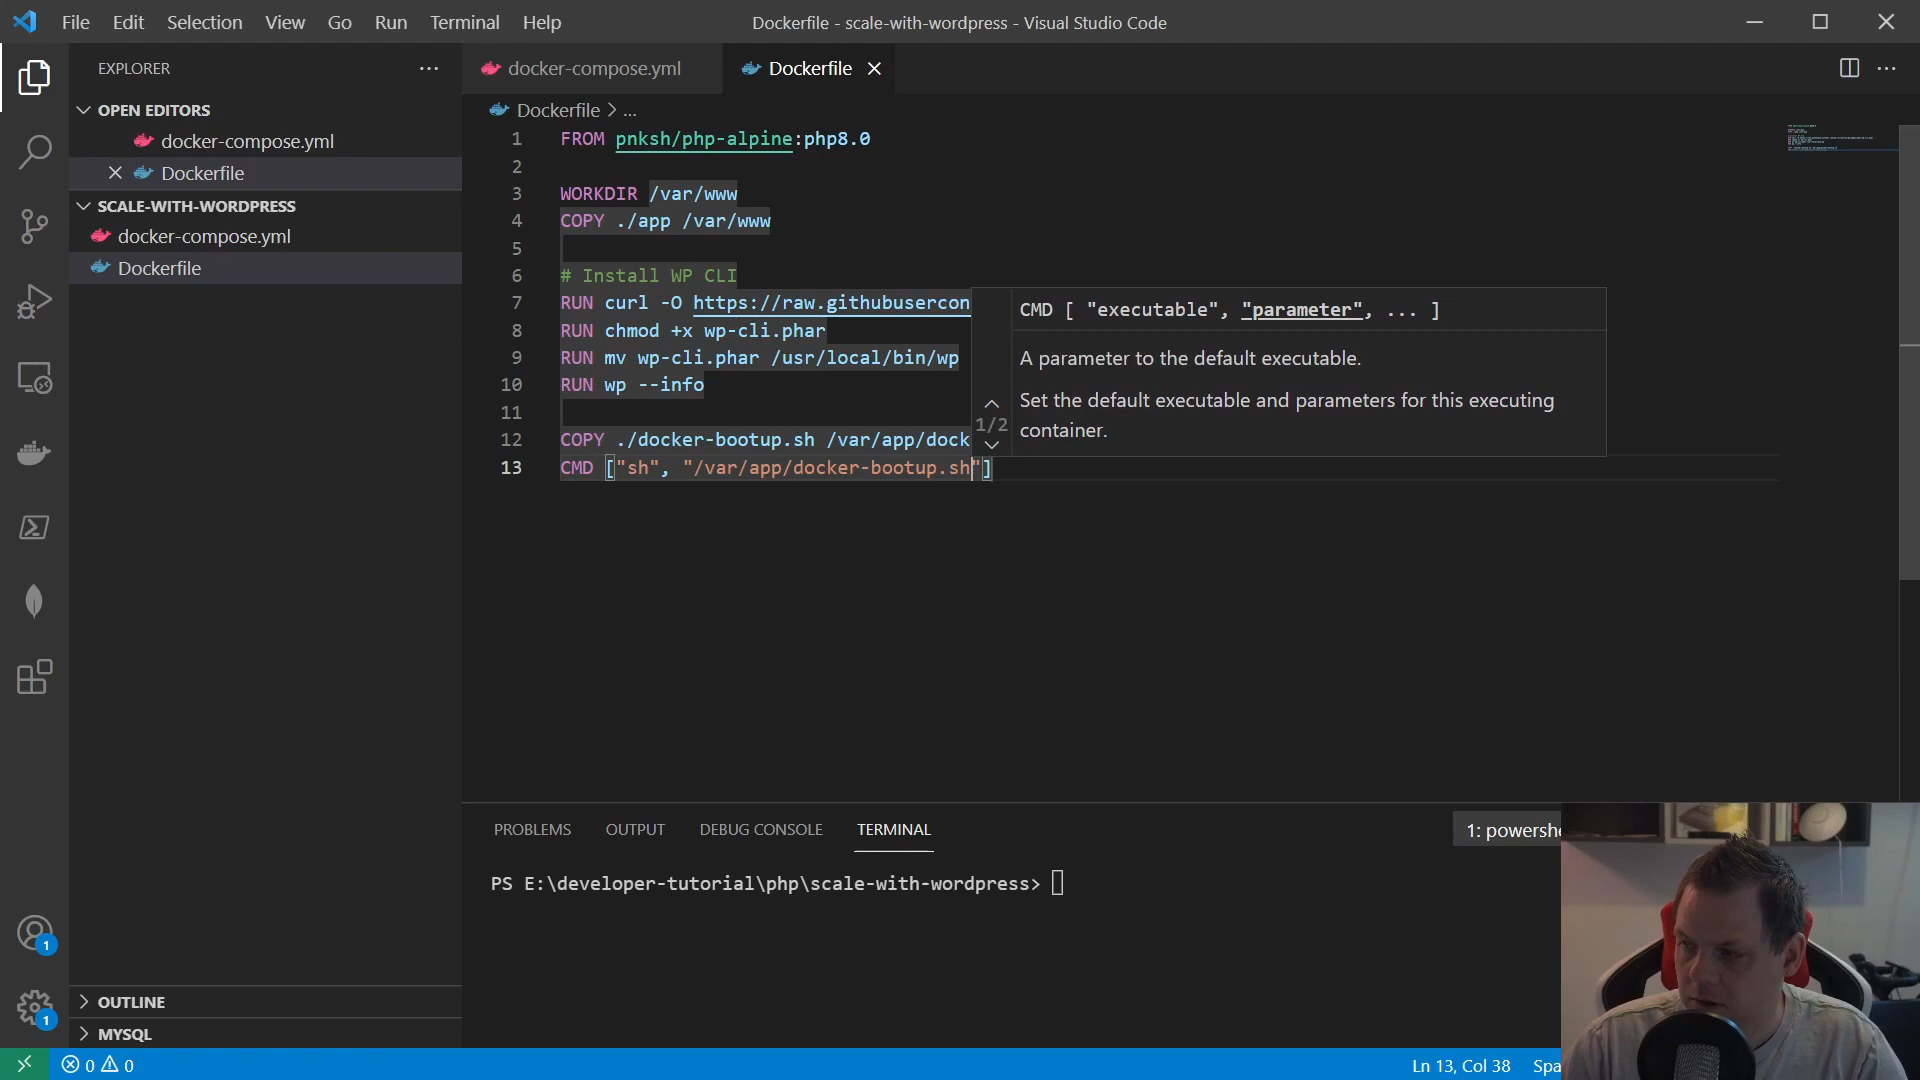 File Edit Selection View Go Run Terminal Help
Dockerfile - scale-with-wordpress - Visual Studio Code
EXPLORER
OPEN EDITORS
docker-compose.yml
Dockerfile
SCALE-WITH-WORDPRESS
docker-compose.yml
Dockerfile
OUTLINE
MYSQL
docker-compose.yml
Dockerfile
Dockerfile > ...
1 FROM pnksh/php-alpine:php8.0
2
3 WORKDIR /var/www
4 COPY ./app /var/www
5
6 # Install WP CLI
7 RUN curl -O https://raw.githubusercon
8 RUN chmod +x wp-cli.phar
9 RUN mv wp-cli.phar /usr/local/bin/wp
10 RUN wp --info
11
12 COPY ./docker-bootup.sh /var/app/dock
13 CMD ["sh", "/var/app/docker-bootup.sh"]
CMD [ "executable", "parameter", ... ]
A parameter to the default executable.
1/2
Set the default executable and parameters for this executing
container.
PROBLEMS OUTPUT DEBUG CONSOLE TERMINAL
1: powershe
PS E:\developer-tutorial\php\scale-with-wordpress>
1
1
0 0
Ln 13, Col 38 Spa